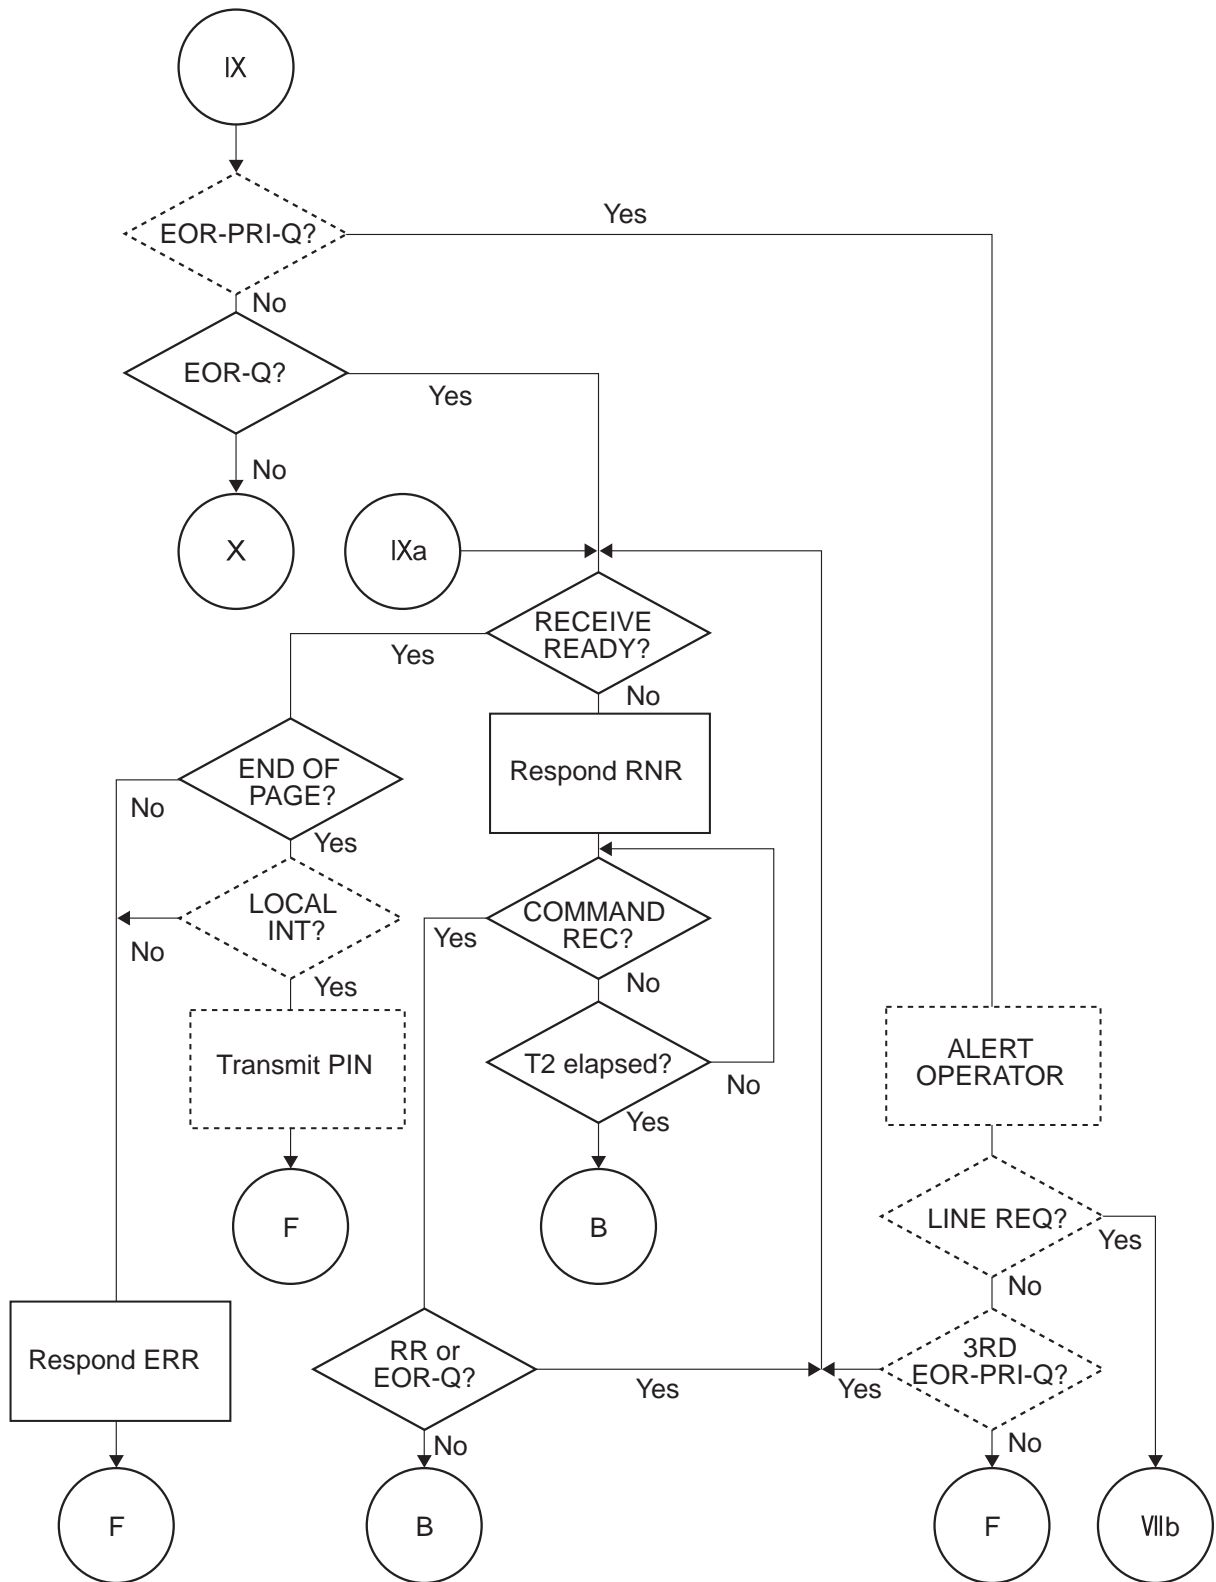 IX
EOR-PRI-Q?
Yes
No
EOR-Q?
Yes
No
X
IXa
RECEIVE
READY?
Yes
No
END OF
PAGE?
No
Yes
Respond RNR
LOCAL
INT?
No
Yes
COMMAND
REC?
Yes
No
Transmit PIN
T2 elapsed?
No
Yes
ALERT
OPERATOR
F
B
LINE REQ?
Yes
No
Respond ERR
RR or
EOR-Q?
Yes
No
3RD
EOR-PRI-Q?
Yes
No
F
B
F
VIIb